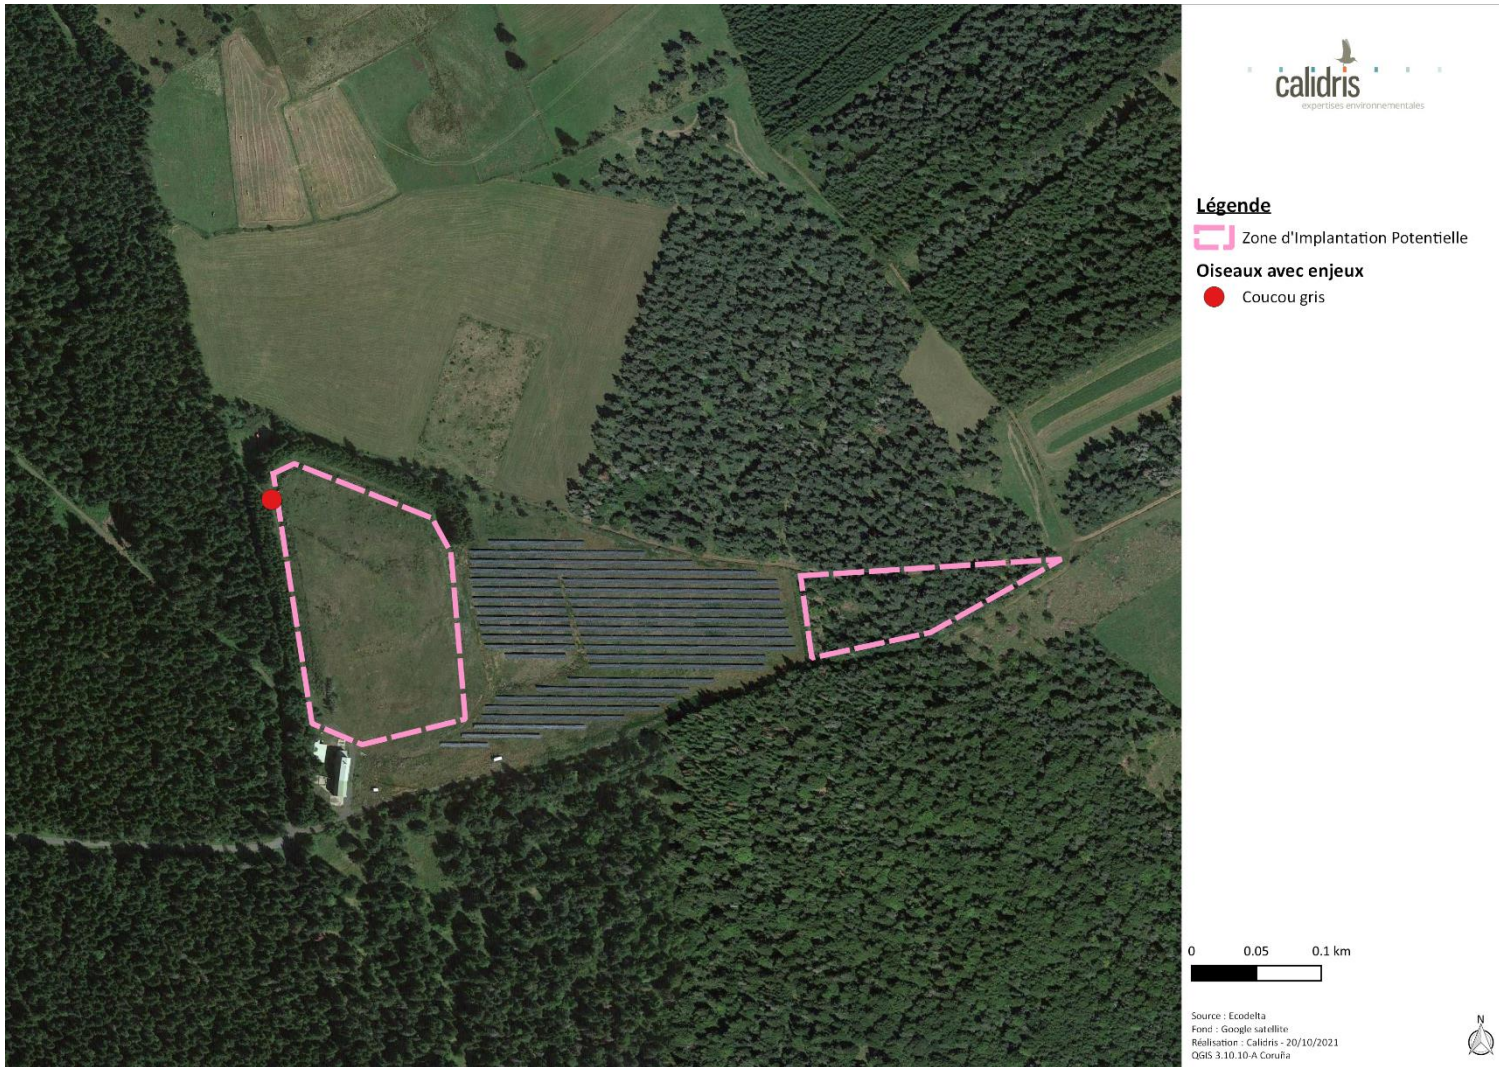 calidris
expertises environnementales
Légende
Zone d'Implantation Potentielle
Oiseaux avec enjeux
Coucou gris
0 0.05 0.1 km
Source : Ecodelta
Fond : Google satellite
Réalisation : Calidris - 20/10/2021
QGIS 3.10.10-A Coruña
N